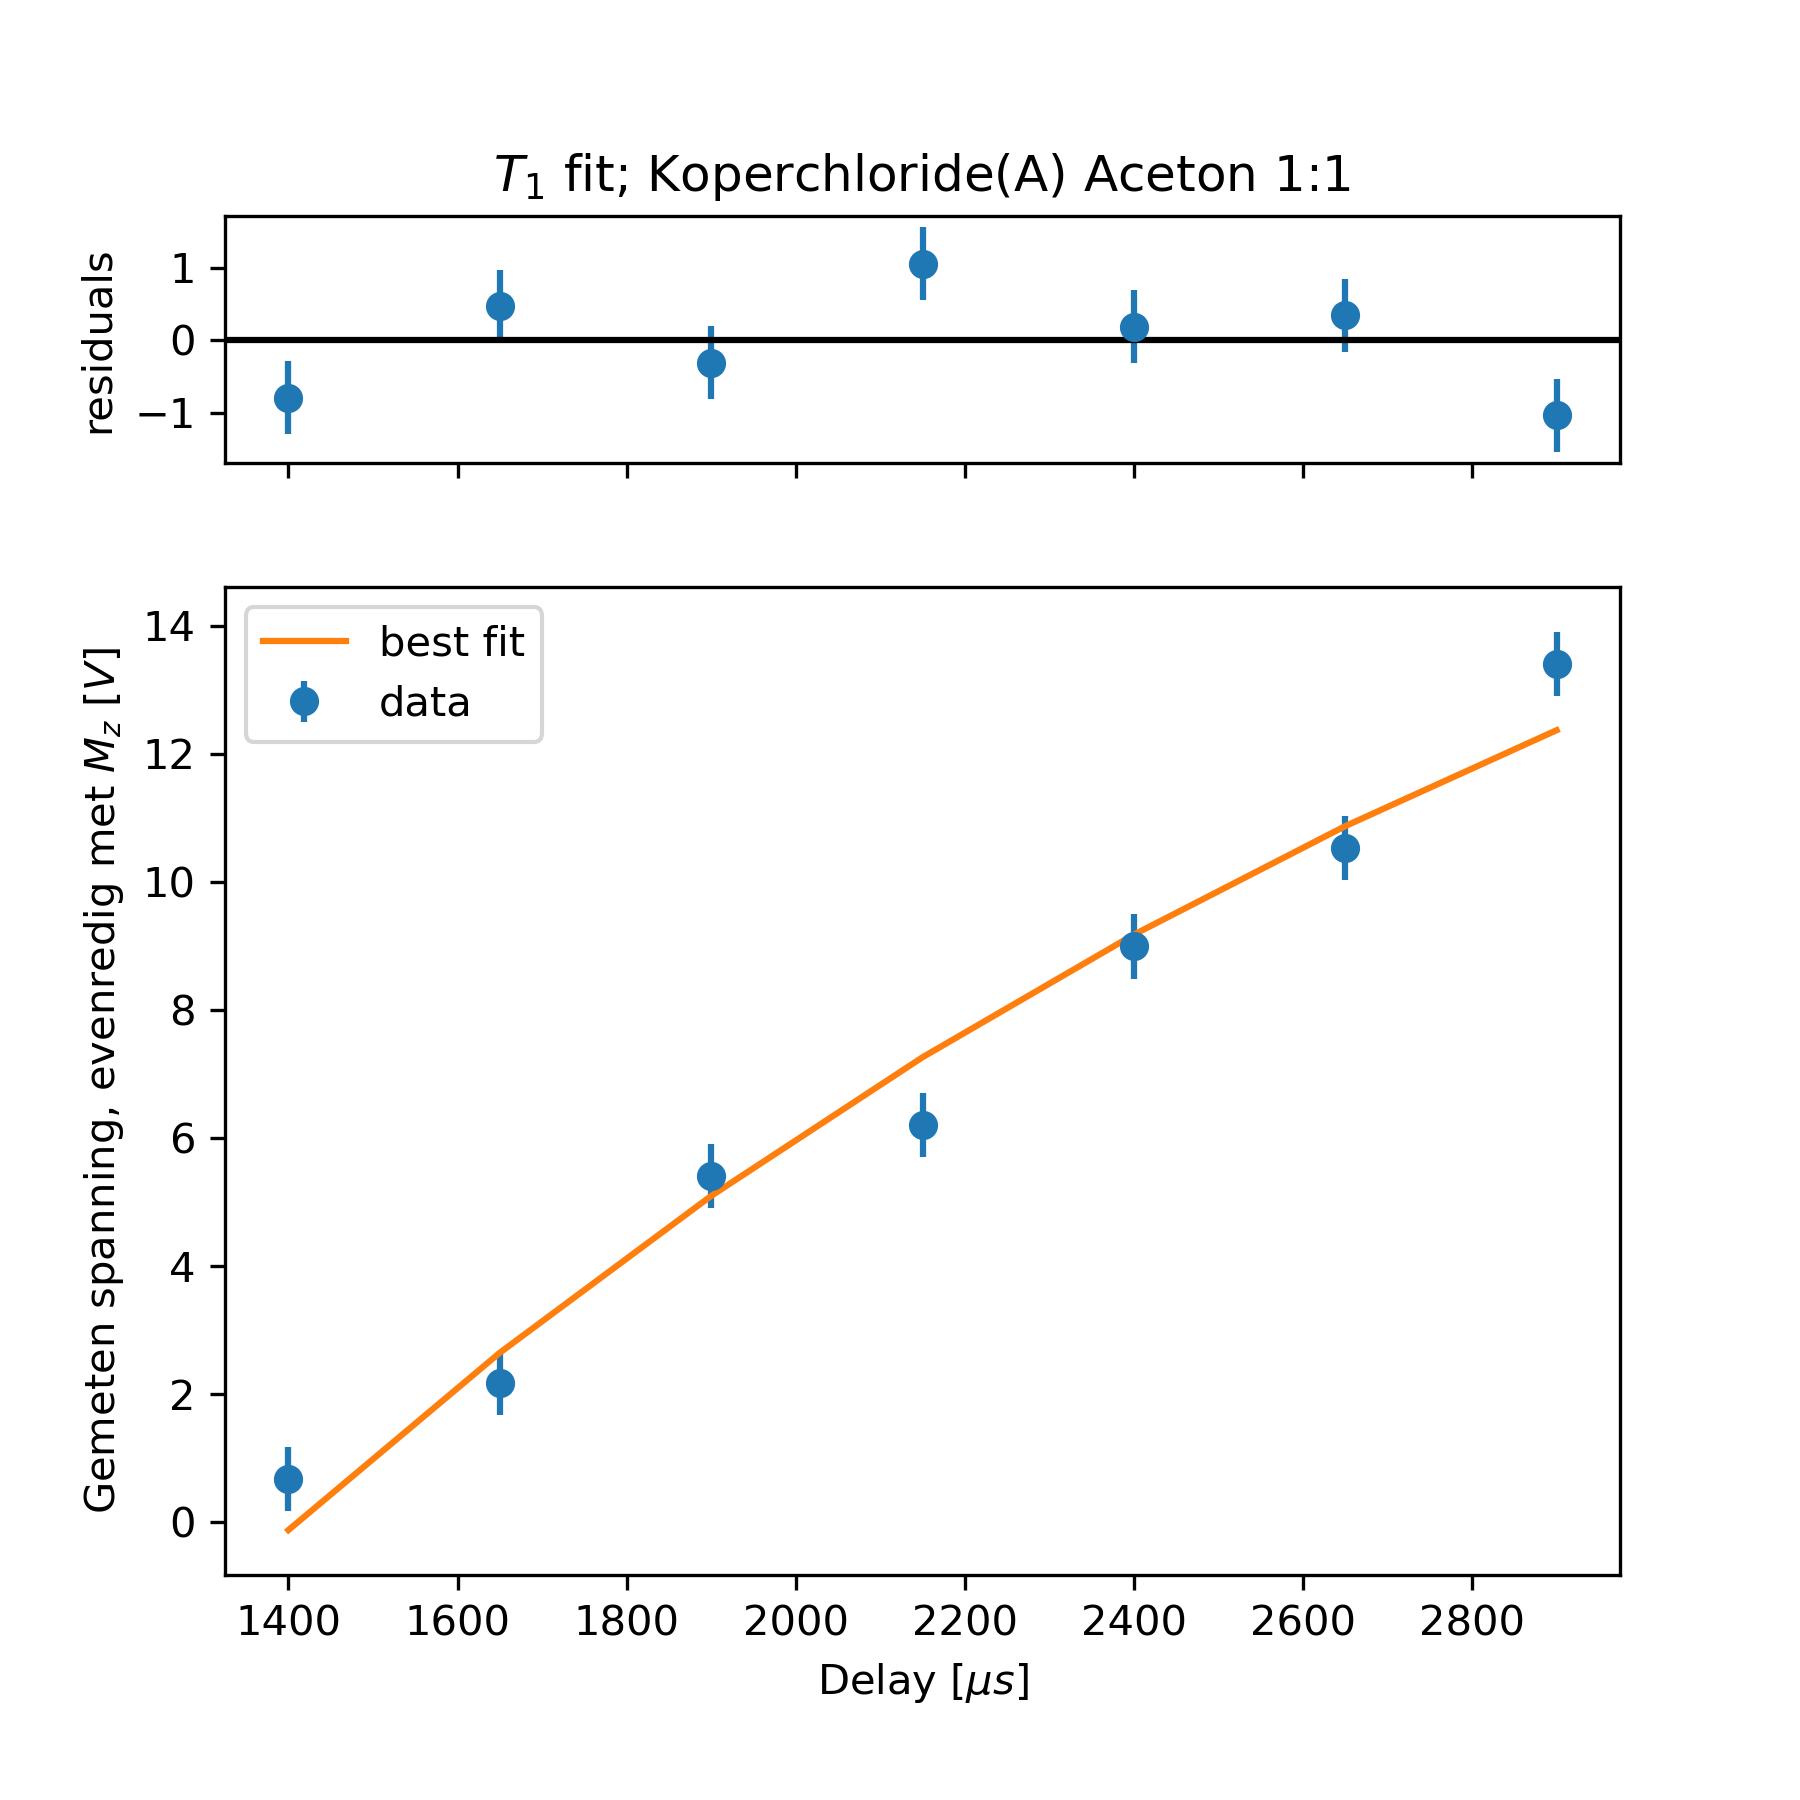 T₁ fit; Koperchloride(A) Aceton 1:1
residuals
1
0
−1
best fit
data
Gemeten spanning, evenredig met M_z [V]
14
12
10
8
6
4
2
0
1400 1600 1800 2000 2200 2400 2600 2800
Delay [μs]